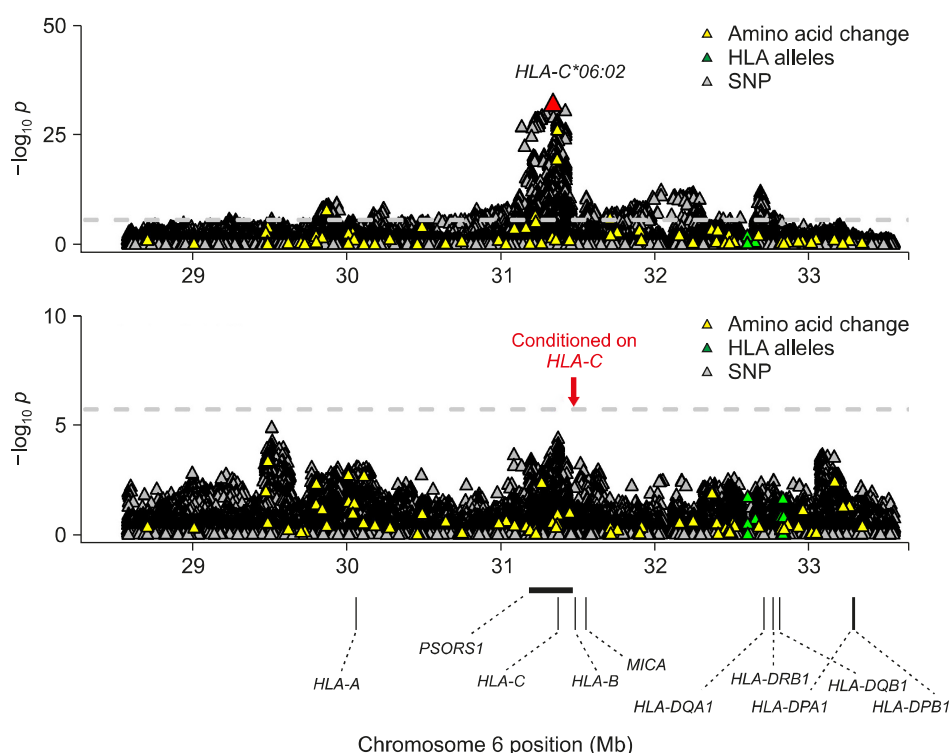 50
25
0
−log10 p
HLA-C*06:02
Amino acid change
HLA alleles
SNP
29 30 31 32 33
10
5
0
−log10 p
Conditioned on
HLA-C
Amino acid change
HLA alleles
SNP
29 30 31 32 33
HLA-A
PSORS1
HLA-C
HLA-B
MICA
HLA-DQA1
HLA-DRB1
HLA-DPA1
HLA-DQB1
HLA-DPB1
Chromosome 6 position (Mb)